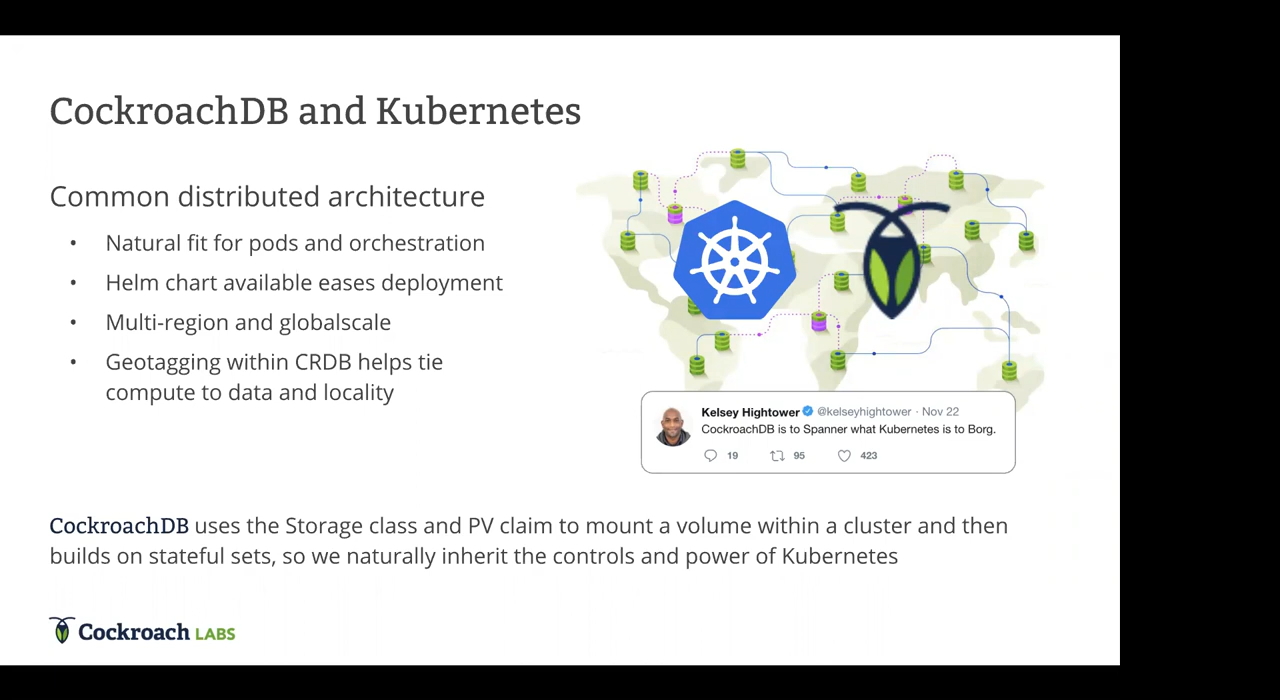 CockroachDB and Kubernetes
Common distributed architecture
• Natural fit for pods and orchestration
• Helm chart available eases deployment
• Multi-region and globalscale
• Geotagging within CRDB helps tie
compute to data and locality
Kelsey Hightower @kelseyhightower · Nov 22
CockroachDB is to Spanner what Kubernetes is to Borg.
19 95 423
CockroachDB uses the Storage class and PV claim to mount a volume within a cluster and then
builds on stateful sets, so we naturally inherit the controls and power of Kubernetes
Cockroach LABS